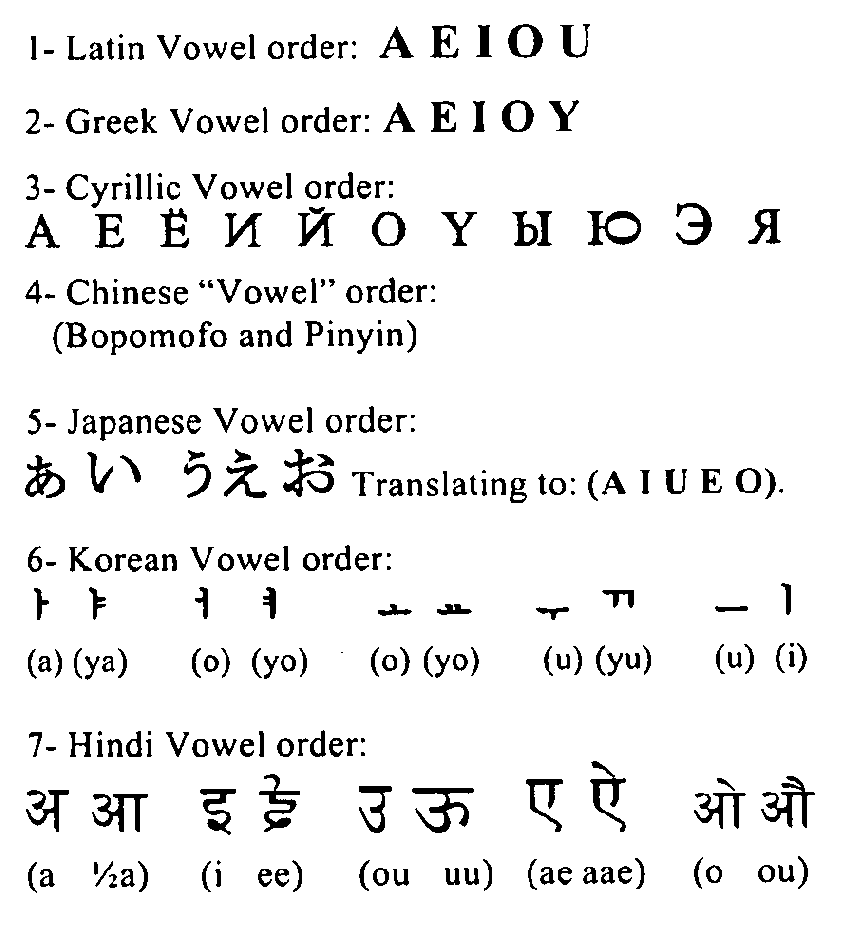 1- Latin Vowel order: A E I O U
2- Greek Vowel order: Α Ε Ι Ο Υ
3- Cyrillic Vowel order:
А Е Ё И Й О У Ы Ю Э Я
4- Chinese “Vowel” order:
(Bopomofo and Pinyin)
5- Japanese Vowel order:
あ い う え お Translating to: (A I U E O).
6- Korean Vowel order:
ㅏ ㅑ ㅓ ㅕ ㅗ ㅛ ㅜ ㅠ ㅡ ㅣ
(a) (ya) (o) (yo) (o) (yo) (u) (yu) (u) (i)
7- Hindi Vowel order:
अ आ इ ई उ ऊ ए ऐ ओ औ
(a ½a) (i ee) (ou uu) (ae aae) (o ou)